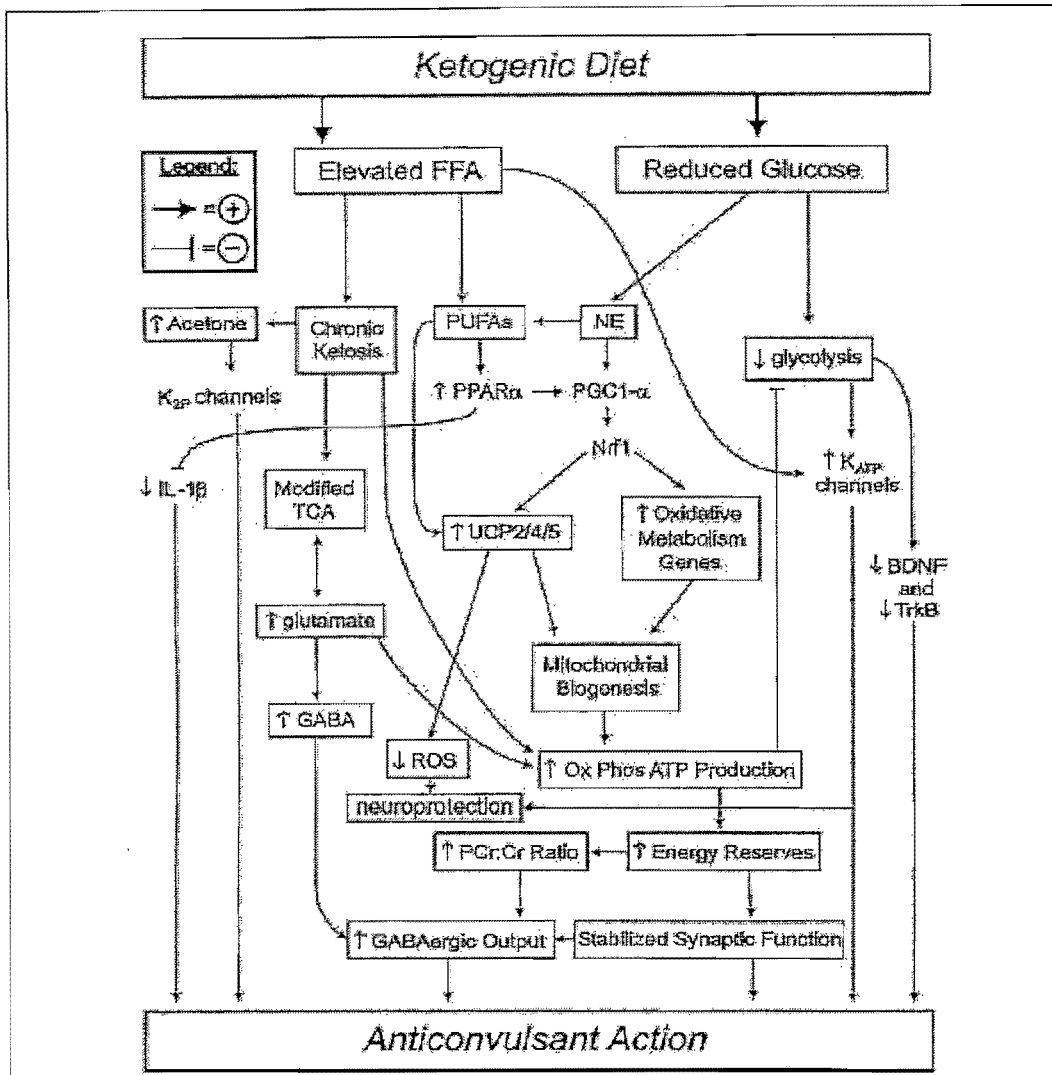 Ketogenic Diet
Legend:
= +
= −
Elevated FFA
Reduced Glucose
↑ Acetone
Chronic
Ketosis
PUFAs
NE
↓ glycolysis
K2P channels
↑ PPARα
PGC1-α
Nrf1
↓ IL-1β
Modified
TCA
↑ KATP
channels
↑ UCP2/4/5
↑ Oxidative
Metabolism
Genes
↓ BDNF
and
↓ TrkB
↑ glutamate
Mitochondrial
Biogenesis
↑ GABA
↓ ROS
↑ Ox Phos ATP Production
neuroprotection
↑ PCr:Cr Ratio
↑ Energy Reserves
↑ GABAergic Output
Stabilized Synaptic Function
Anticonvulsant Action